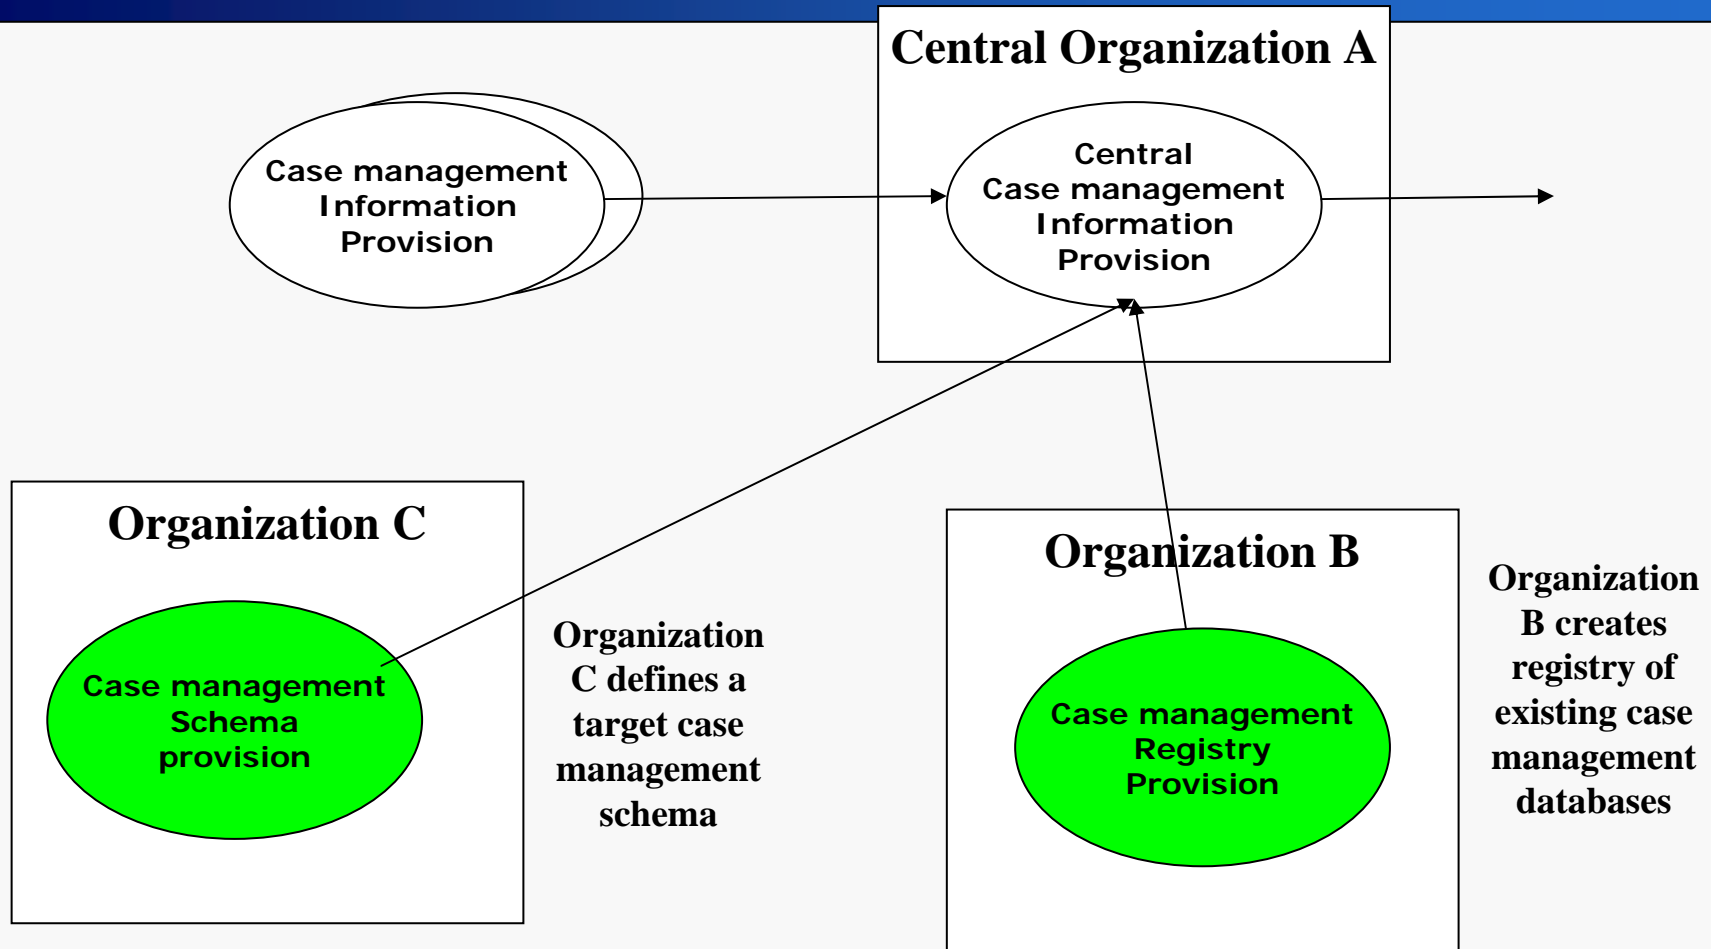 Central Organization A
Case management
Information
Provision
Central
Case management
Information
Provision
Organization C
Case management
Schema
provision
Organization
C defines a
target case
management
schema
Organization B
Case management
Registry
Provision
Organization
B creates
registry of
existing case
management
databases